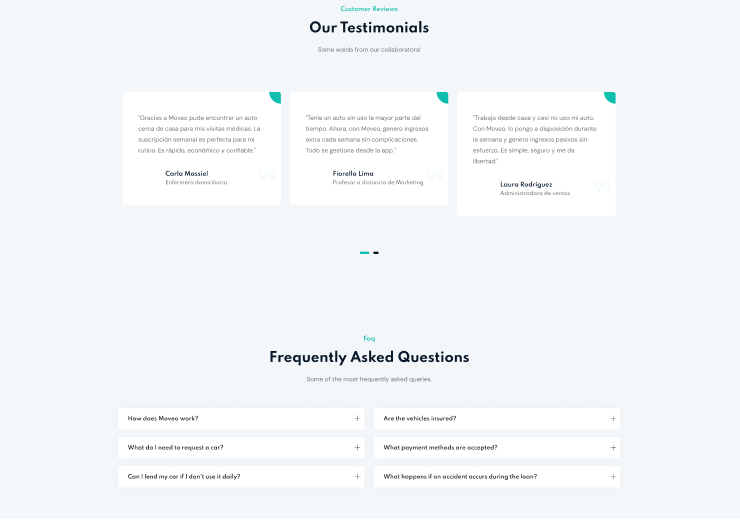 Customer Reviews
Our Testimonials
Some words from our collaborators!
"Gracias a Moveo pude encontrar un auto
cerca de casa para mis visitas médicas. La
suscripción semanal es perfecta para mi
rutina. Es rápido, económico y confiable."
Carla Massiel
Enfermera domiciliaria
"Tenía un auto sin uso la mayor parte del
tiempo. Ahora, con Moveo, genero ingresos
extra cada semana sin complicaciones.
Todo se gestiona desde la app."
Fiorella Lima
Profesor a distancia de Marketing
"Trabajo desde casa y casi no uso mi auto.
Con Moveo, lo pongo a disposición durante
la semana y genero ingresos pasivos sin
esfuerzo. Es simple, seguro y me da
libertad."
Laura Rodríguez
Administradora de ventas
Faq
Frequently Asked Questions
Some of the most frequently asked queries.
How does Moveo work?
What do I need to request a car?
Can I lend my car if I don't use it daily?
Are the vehicles insured?
What payment methods are accepted?
What happens if an accident occurs during the loan?